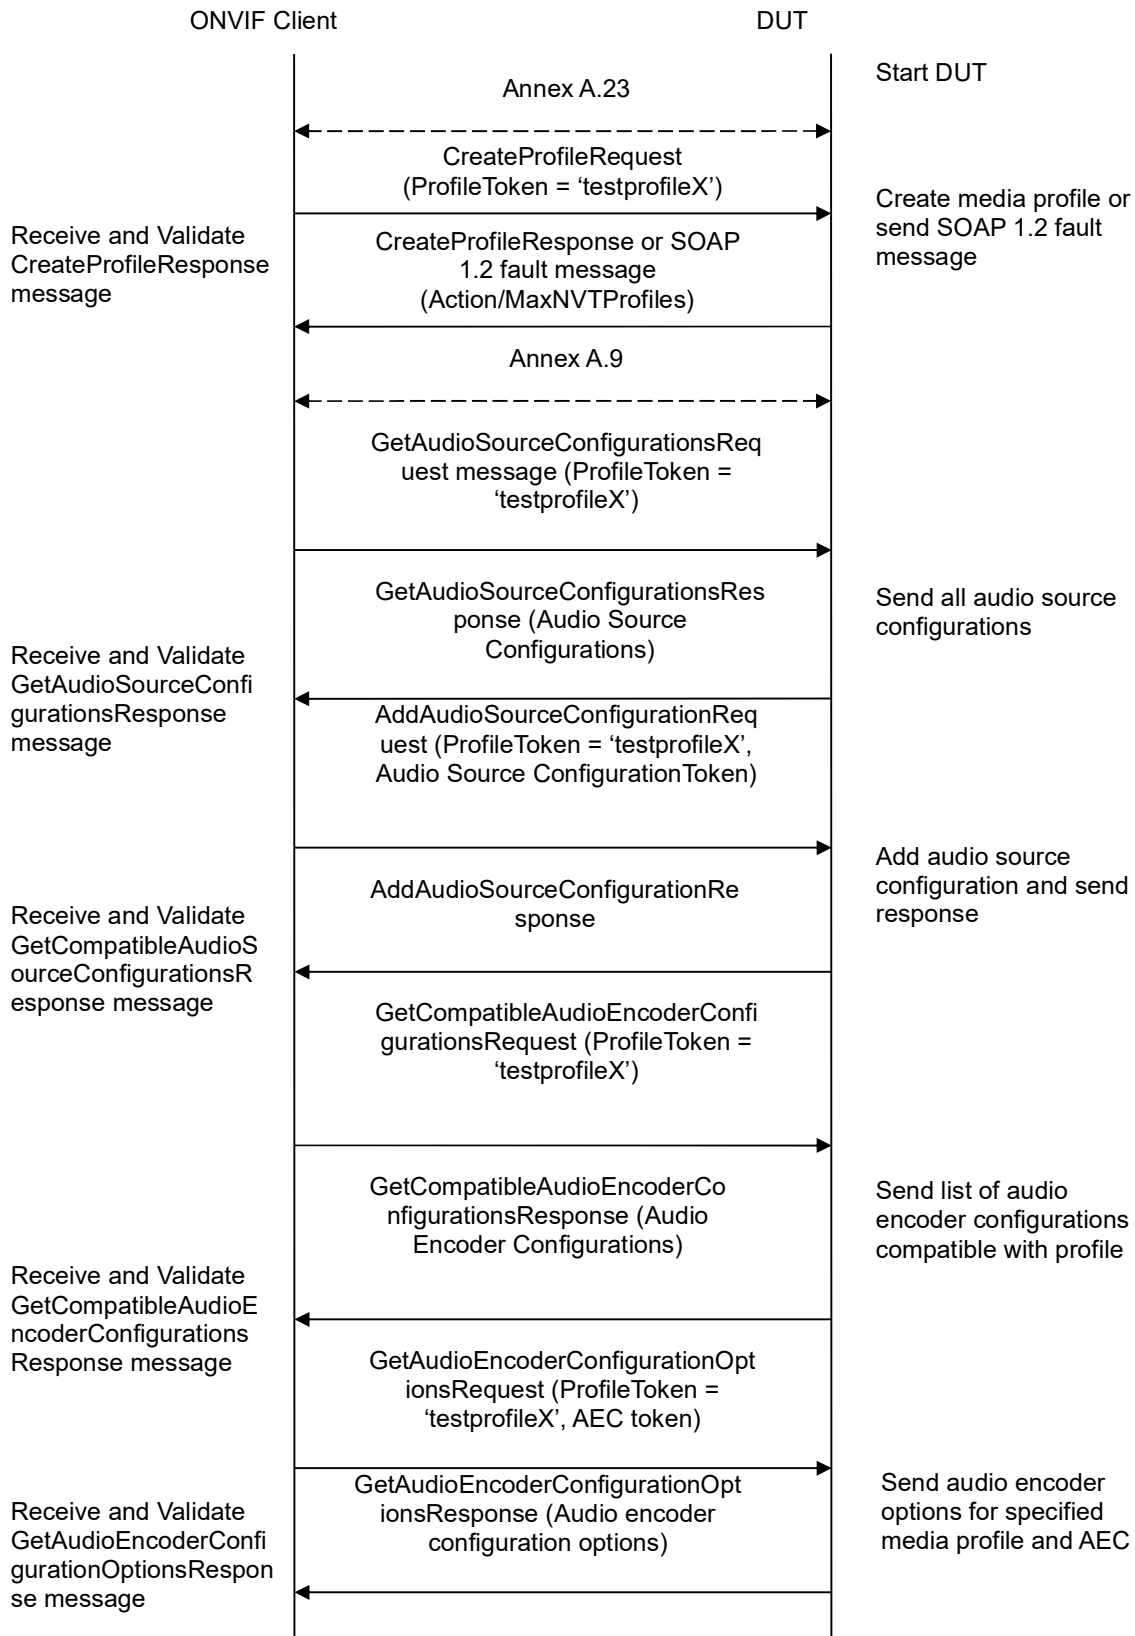 ONVIF Client
DUT
Start DUT
Annex A.23
CreateProfileRequest
(ProfileToken = ‘testprofileX’)
Create media profile or
send SOAP 1.2 fault
message
Receive and Validate
CreateProfileResponse
message
CreateProfileResponse or SOAP
1.2 fault message
(Action/MaxNVTProfiles)
Annex A.9
GetAudioSourceConfigurationsReq
uest message (ProfileToken =
‘testprofileX’)
GetAudioSourceConfigurationsRes
ponse (Audio Source
Configurations)
Send all audio source
configurations
Receive and Validate
GetAudioSourceConfi
gurationsResponse
message
AddAudioSourceConfigurationReq
uest (ProfileToken = ‘testprofileX’,
Audio Source ConfigurationToken)
Add audio source
configuration and send
response
AddAudioSourceConfigurationRe
sponse
Receive and Validate
GetCompatibleAudioS
ourceConfigurationsR
esponse message
GetCompatibleAudioEncoderConfi
gurationsRequest (ProfileToken =
‘testprofileX’)
GetCompatibleAudioEncoderCo
nfigurationsResponse (Audio
Encoder Configurations)
Send list of audio
encoder configurations
compatible with profile
Receive and Validate
GetCompatibleAudioE
ncoderConfigurations
Response message
GetAudioEncoderConfigurationOpt
ionsRequest (ProfileToken =
‘testprofileX’, AEC token)
GetAudioEncoderConfigurationOpt
ionsResponse (Audio encoder
configuration options)
Send audio encoder
options for specified
media profile and AEC
Receive and Validate
GetAudioEncoderConfi
gurationOptionsRespon
se message